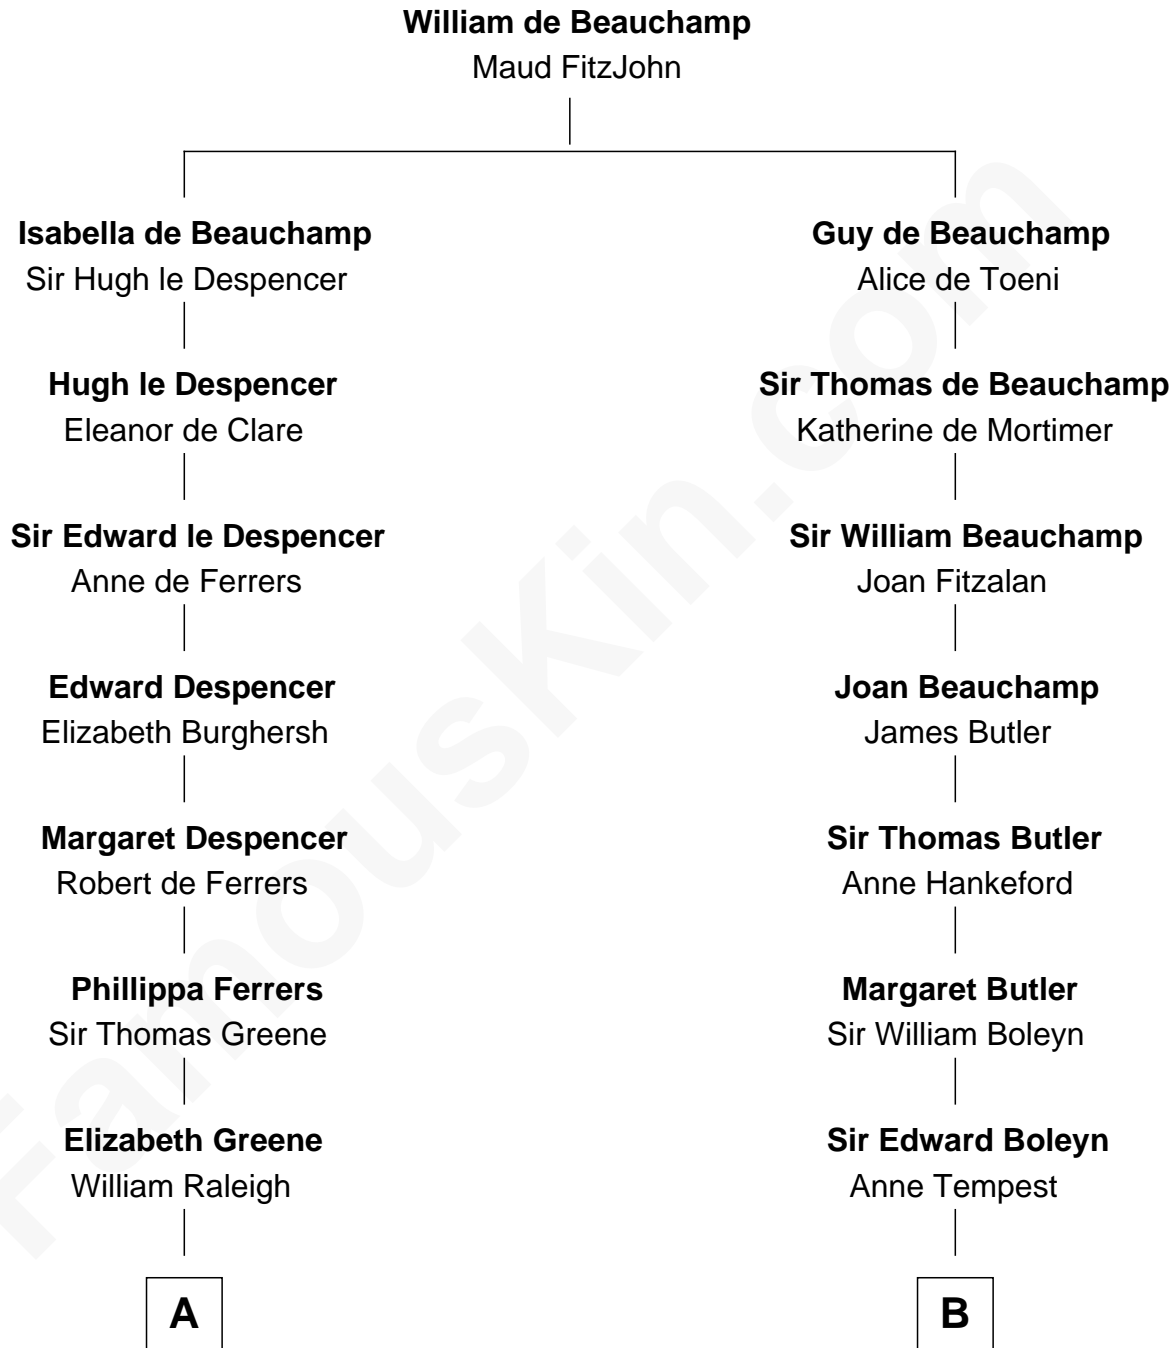 William de Beauchamp
Maud FitzJohn
Isabella de Beauchamp
Sir Hugh le Despencer
Guy de Beauchamp
Alice de Toeni
Hugh le Despencer
Eleanor de Clare
Sir Thomas de Beauchamp
Katherine de Mortimer
Sir Edward le Despencer
Anne de Ferrers
Sir William Beauchamp
Joan Fitzalan
Edward Despencer
Elizabeth Burghersh
Joan Beauchamp
James Butler
Margaret Despencer
Robert de Ferrers
Sir Thomas Butler
Anne Hankeford
Phillippa Ferrers
Sir Thomas Greene
Margaret Butler
Sir William Boleyn
Elizabeth Greene
William Raleigh
Sir Edward Boleyn
Anne Tempest
A
B
FamousKin.com